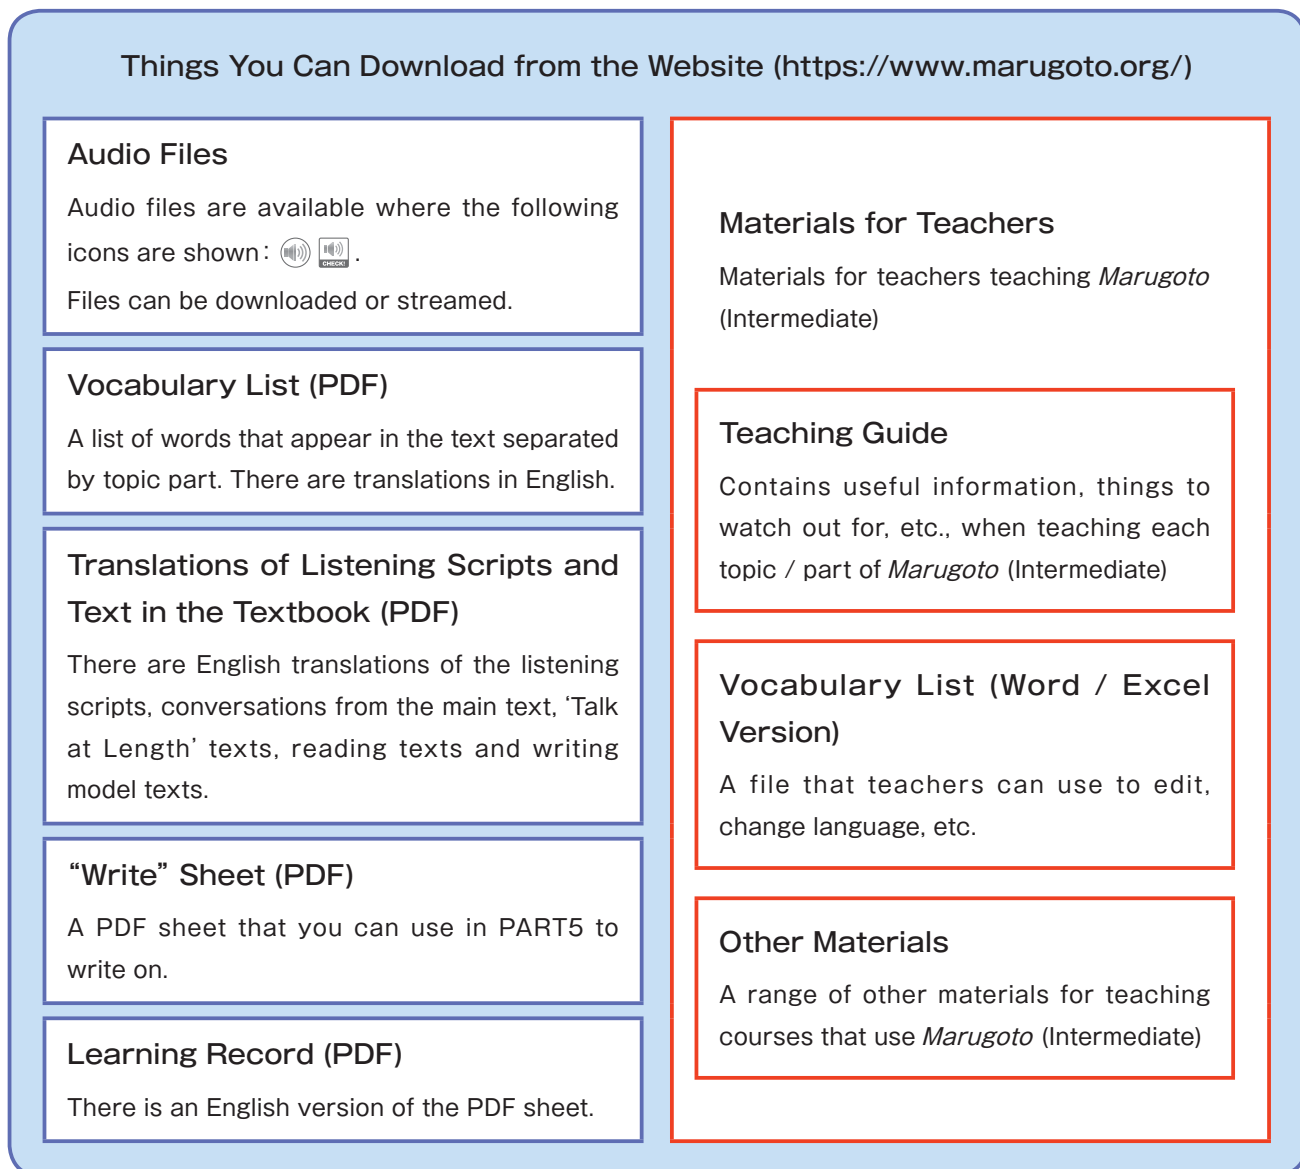 Things You Can Download from the Website (https://www.marugoto.org/)
Audio Files
Audio files are available where the following
icons are shown: CHECK! .
Files can be downloaded or streamed.
Vocabulary List (PDF)
A list of words that appear in the text separated
by topic part. There are translations in English.
Translations of Listening Scripts and
Text in the Textbook (PDF)
There are English translations of the listening
scripts, conversations from the main text, ‘Talk
at Length’ texts, reading texts and writing
model texts.
“Write” Sheet (PDF)
A PDF sheet that you can use in PART5 to
write on.
Learning Record (PDF)
There is an English version of the PDF sheet.
Materials for Teachers
Materials for teachers teaching Marugoto
(Intermediate)
Teaching Guide
Contains useful information, things to
watch out for, etc., when teaching each
topic / part of Marugoto (Intermediate)
Vocabulary List (Word / Excel
Version)
A file that teachers can use to edit,
change language, etc.
Other Materials
A range of other materials for teaching
courses that use Marugoto (Intermediate)